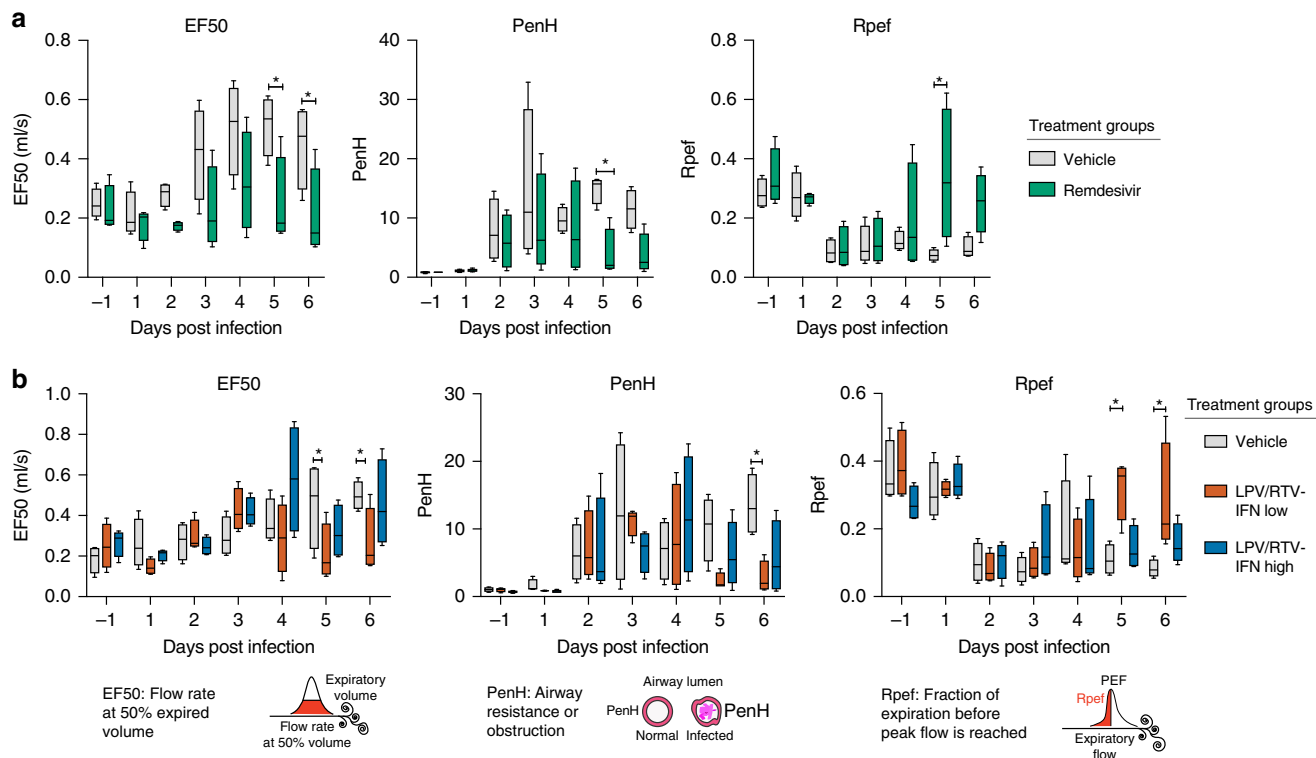 a
EF50
PenH
Rpef
0.8
0.6
0.4
0.2
0.0
EF50 (ml/s)
–1 1 2 3 4 5 6
Days post infection
* *
40
30
20
10
0
PenH
–1 1 2 3 4 5 6
Days post infection
*
0.8
0.6
0.4
0.2
0.0
Rpef
–1 1 2 3 4 5 6
Days post infection
*
Treatment groups
Vehicle
Remdesivir
b
EF50
PenH
Rpef
1.0
0.8
0.6
0.4
0.2
0.0
EF50 (ml/s)
–1 1 2 3 4 5 6
Days post infection
* *
30
20
10
0
PenH
–1 1 2 3 4 5 6
Days post infection
*
0.6
0.4
0.2
0.0
Rpef
–1 1 2 3 4 5 6
Days post infection
* *
Treatment groups
Vehicle
LPV/RTV-
IFN low
LPV/RTV-
IFN high
EF50: Flow rate
at 50% expired
volume
Expiratory
volume
Flow rate
at 50% volume
PenH: Airway
resistance or
obstruction
Airway lumen
PenH
PenH
Normal Infected
Rpef: Fraction of
expiration before
peak flow is reached
PEF
Rpef
Expiratory
flow